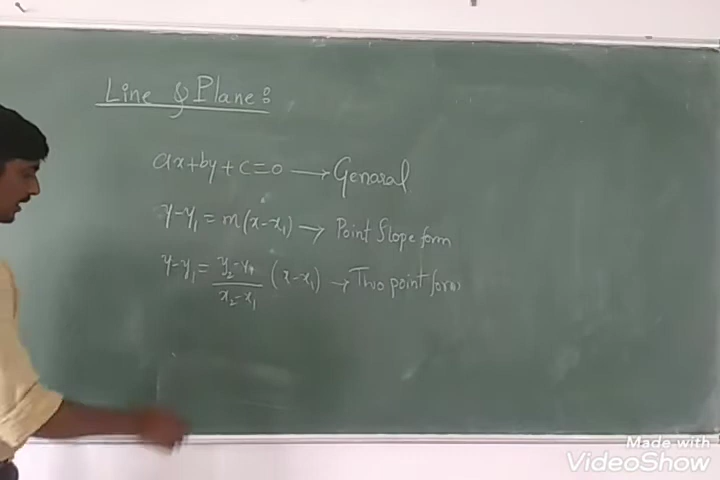 Line & Plane:
ax+by+c=0 → Genaral
y-y₁ = m(x-x₁) → Point Slope form
y-y₁ = y₂-y₁ / x₂-x₁ (x-x₁) → Two point form
Made with
VideoShow